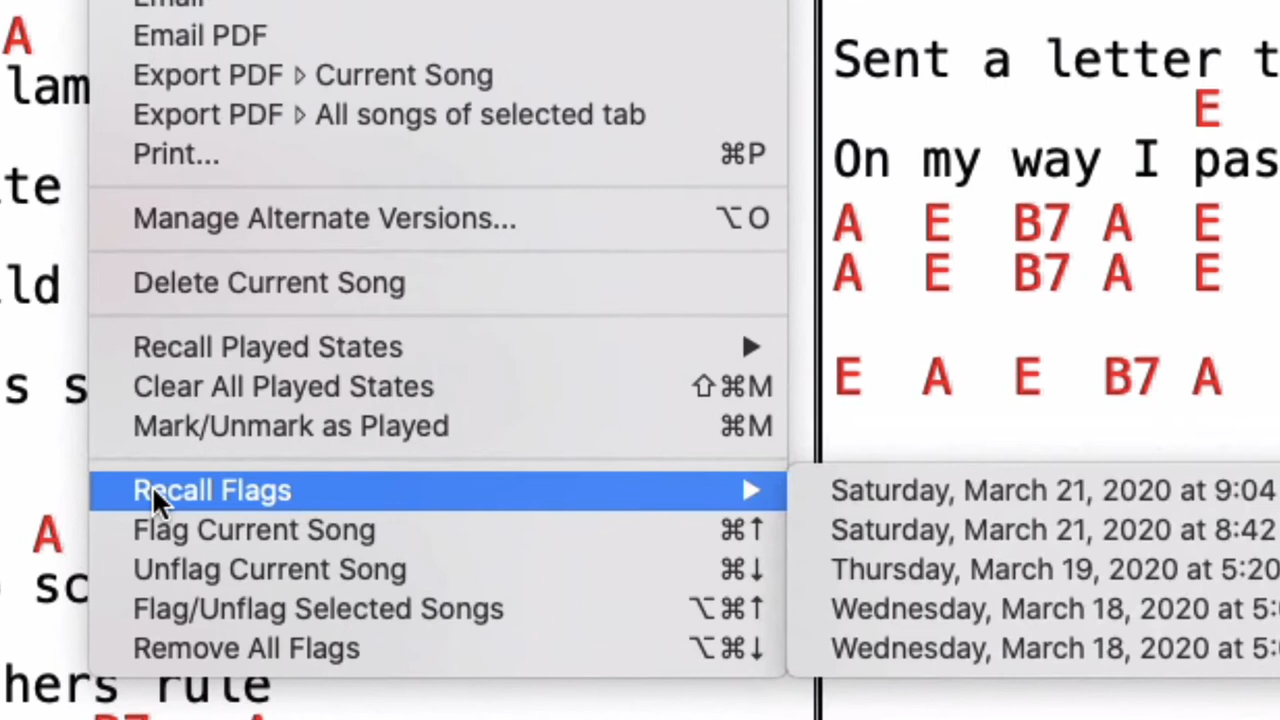 A
lam
te
ld
s s
A
sc
hers rule
B7 A
Email
Email PDF
Export PDF ▹ Current Song
Export PDF ▹ All songs of selected tab
Print... ⌘P
Manage Alternate Versions... ⌥O
Delete Current Song
Recall Played States ▶
Clear All Played States ⇧⌘M
Mark/Unmark as Played ⌘M
Recall Flags ▶
Flag Current Song ⌘↑
Unflag Current Song ⌘↓
Flag/Unflag Selected Songs ⌥⌘↑
Remove All Flags ⌥⌘↓
Sent a letter t
E
On my way I pas
A E B7 A E
A E B7 A E
E A E B7 A
Saturday, March 21, 2020 at 9:04
Saturday, March 21, 2020 at 8:42
Thursday, March 19, 2020 at 5:20
Wednesday, March 18, 2020 at 5:
Wednesday, March 18, 2020 at 5: